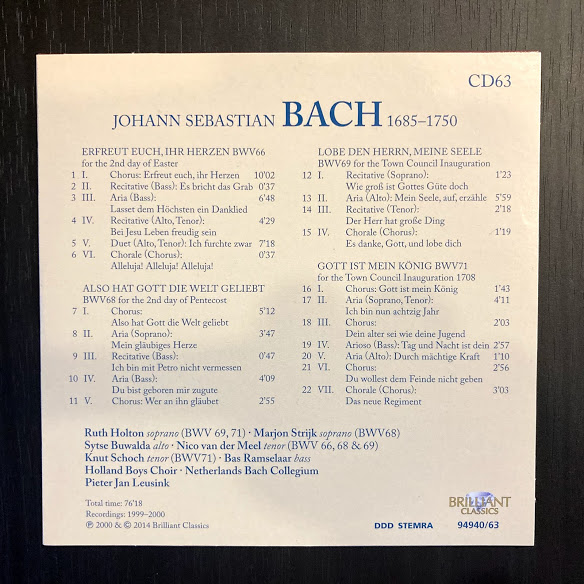 CD63
JOHANN SEBASTIAN BACH 1685–1750
ERFREUT EUCH, IHR HERZEN BWV66
for the 2nd day of Easter
1 I. Chorus: Erfreut euch, ihr Herzen 10’02
2 II. Recitative (Bass): Es bricht das Grab 0’37
3 III. Aria (Bass): 6’48
Lasset dem Höchsten ein Danklied
4 IV. Recitative (Alto, Tenor): 4’29
Bei Jesu Leben freudig sein
5 V. Duet (Alto, Tenor): Ich furchte zwar 7’18
6 VI. Chorale (Chorus): 0’37
Alleluja! Alleluja! Alleluja!
ALSO HAT GOTT DIE WELT GELIEBT
BWV68 for the 2nd day of Pentecost
7 I. Chorus: 5’12
Also hat Gott die Welt geliebt
8 II. Aria (Soprano): 3’47
Mein gläubiges Herze
9 III. Recitative (Bass): 0’47
Ich bin mit Petro nicht vermessen
10 IV. Aria (Bass): 4’09
Du bist geboren mir zugute
11 V. Chorus: Wer an ihn gläubet 2’55
LOBE DEN HERRN, MEINE SEELE
BWV69 for the Town Council Inauguration
12 I. Recitative (Soprano): 1’23
Wie groß ist Gottes Güte doch
13 II. Aria (Alto): Mein Seele, auf, erzähle 5’59
14 III. Recitative (Tenor): 2’18
Der Herr hat große Ding
15 IV. Chorale (Chorus): 1’19
Es danke, Gott, und lobe dich
GOTT IST MEIN KÖNIG BWV71
for the Town Council Inauguration 1708
16 I. Chorus: Gott ist mein König 1’43
17 II. Aria (Soprano, Tenor): 4’11
Ich bin nun achtzig Jahr
18 III. Chorus: 2’03
Dein alter sei wie deine Jugend
19 IV. Arioso (Bass): Tag und Nacht ist dein 2’57
20 V. Aria (Alto): Durch mächtige Kraft 1’10
21 VI. Chorus: 2’56
Du wollest dem Feinde nicht geben
22 VII. Chorale (Chorus): 3’03
Das neue Regiment
Ruth Holton soprano (BWV 69, 71) · Marjon Strijk soprano (BWV68)
Sytse Buwalda alto · Nico van der Meel tenor (BWV 66, 68 & 69)
Knut Schoch tenor (BWV71) · Bas Ramselaar bass
Holland Boys Choir · Netherlands Bach Collegium
Pieter Jan Leusink
Total time: 76’18
Recordings: 1999–2000
℗ 2000 & © 2014 Brilliant Classics
BRILLIANT
CLASSICS
DDD STEMRA 94940/63